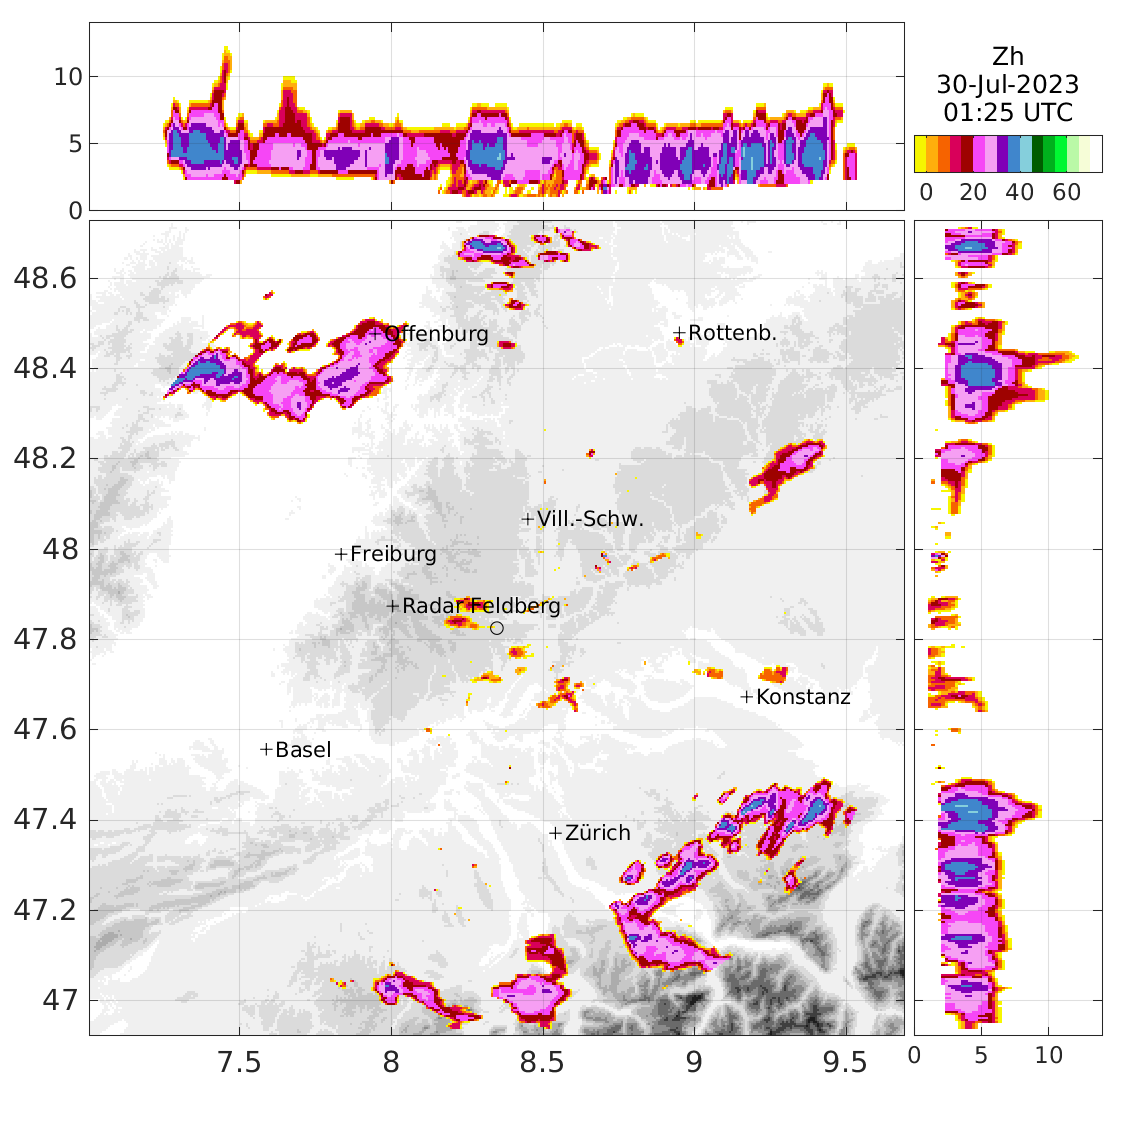 10
5
0
Zh
30-Jul-2023
01:25 UTC
0 20 40 60
48.6
48.4
48.2
48
47.8
47.6
47.4
47.2
47
Offenburg
Rottenb.
Vill.-Schw.
Freiburg
Radar Feldberg
Konstanz
Basel
Zürich
7.5 8 8.5 9 9.5
0 5 10